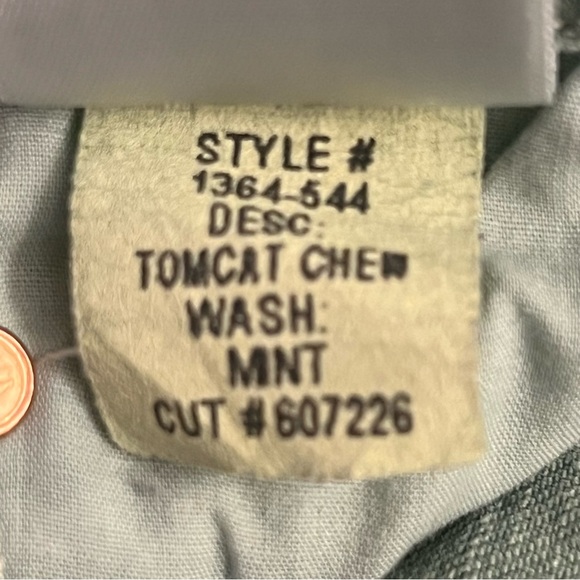 STYLE #
1364-544
DESC:
TOMCAT CHEW
WASH:
MINT
CUT # 607226